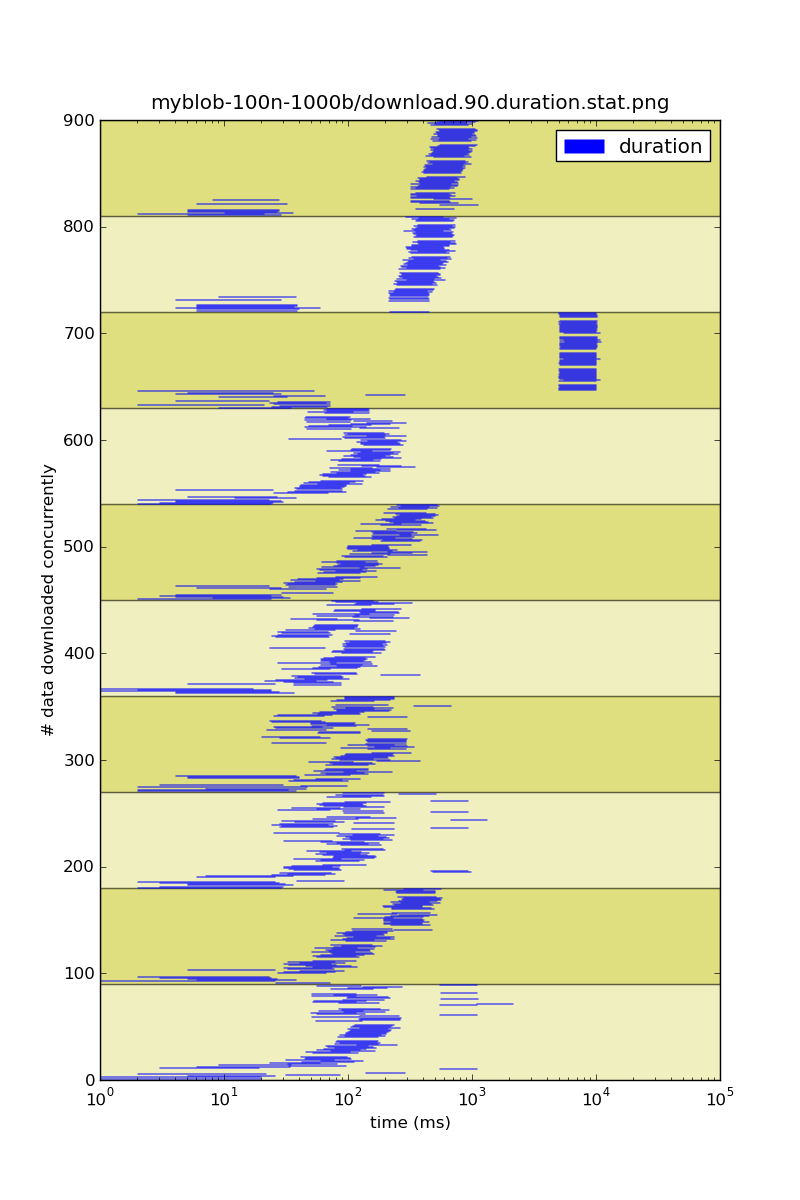 myblob-100n-1000b/download.90.duration.stat.png
duration
900
800
700
600
500
400
300
200
100
0
# data downloaded concurrently
10^0 10^1 10^2 10^3 10^4 10^5
time (ms)